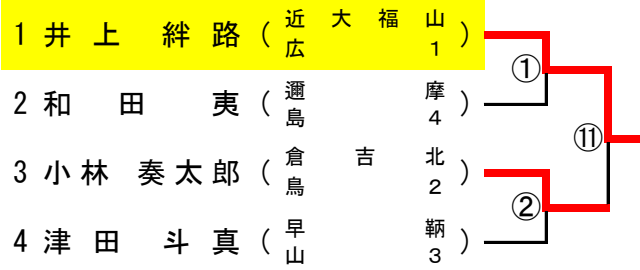 1 井上 絆路 (近大福山 広1)
①
2 和田 夷 (邇摩 島4)
⑪
3 小林 奏太郎 (倉吉北 鳥2)
②
4 津田 斗真 (早鞆 山3)